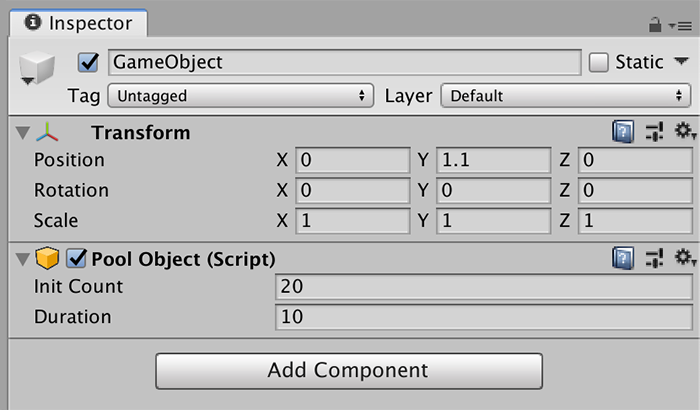 Inspector
GameObject Static
Tag Untagged Layer Default
Transform
Position X 0 Y 1.1 Z 0
Rotation X 0 Y 0 Z 0
Scale X 1 Y 1 Z 1
Pool Object (Script)
Init Count 20
Duration 10
Add Component